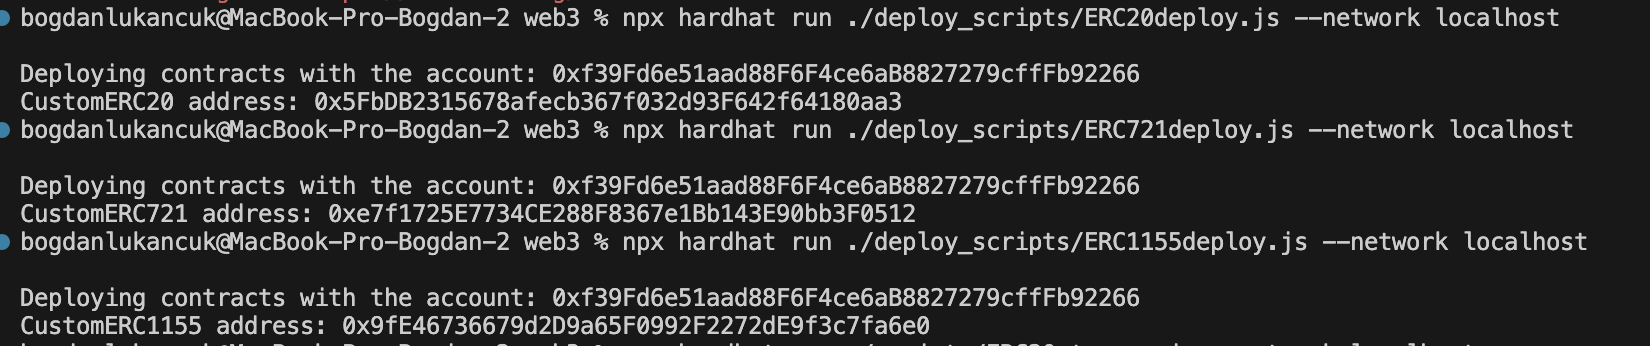 bogdanlukancuk@MacBook-Pro-Bogdan-2 web3 % npx hardhat run ./deploy_scripts/ERC20deploy.js --network localhost
Deploying contracts with the account: 0xf39Fd6e51aad88F6F4ce6aB8827279cffFb92266
CustomERC20 address: 0x5FbDB2315678afecb367f032d93F642f64180aa3
bogdanlukancuk@MacBook-Pro-Bogdan-2 web3 % npx hardhat run ./deploy_scripts/ERC721deploy.js --network localhost
Deploying contracts with the account: 0xf39Fd6e51aad88F6F4ce6aB8827279cffFb92266
CustomERC721 address: 0xe7f1725E7734CE288F8367e1Bb143E90bb3F0512
bogdanlukancuk@MacBook-Pro-Bogdan-2 web3 % npx hardhat run ./deploy_scripts/ERC1155deploy.js --network localhost
Deploying contracts with the account: 0xf39Fd6e51aad88F6F4ce6aB8827279cffFb92266
CustomERC1155 address: 0x9fE46736679d2D9a65F0992F2272dE9f3c7fa6e0